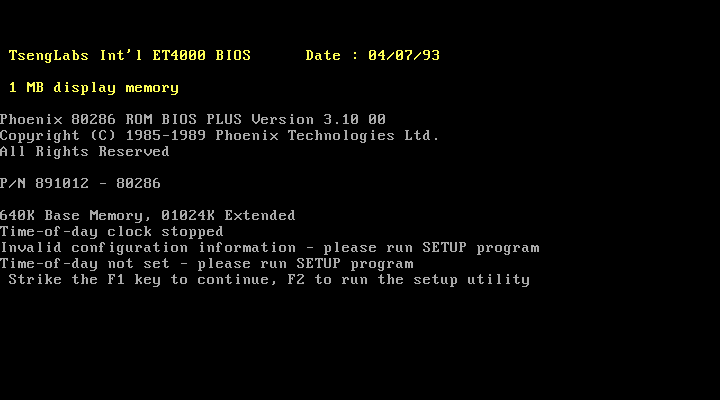 TsengLabs Int'l ET4000 BIOS      Date : 04/07/93
1 MB display memory
Phoenix 80286 ROM BIOS PLUS Version 3.10 00
Copyright (C) 1985-1989 Phoenix Technologies Ltd.
All Rights Reserved
P/N 891012 - 80286
640K Base Memory, 01024K Extended
Time-of-day clock stopped
Invalid configuration information - please run SETUP program
Time-of-day not set - please run SETUP program
Strike the F1 key to continue, F2 to run the setup utility